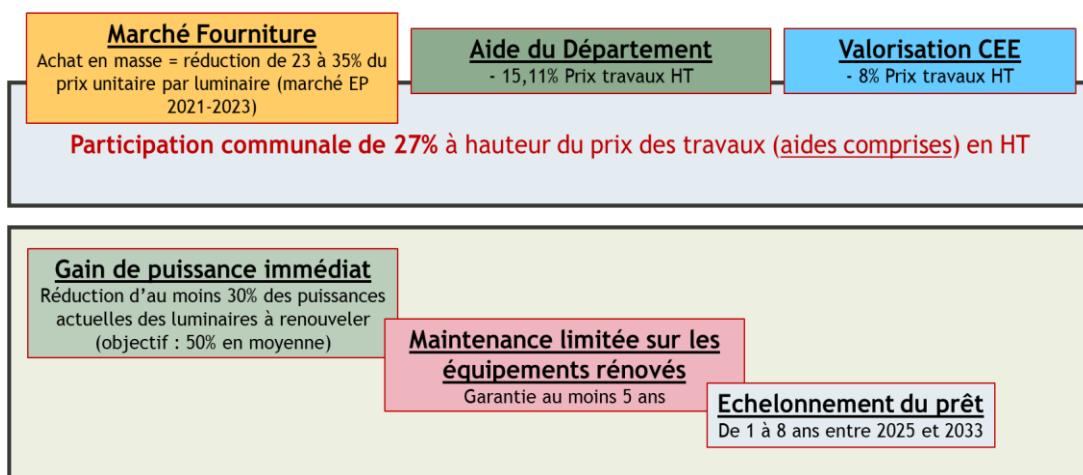 Marché Fourniture
Achat en masse = réduction de 23 à 35% du
prix unitaire par luminaire (marché EP
2021-2023)
Aide du Département
- 15,11% Prix travaux HT
Valorisation CEE
- 8% Prix travaux HT
Participation communale de 27% à hauteur du prix des travaux (aides comprises) en HT
Gain de puissance immédiat
Réduction d’au moins 30% des puissances
actuelles des luminaires à renouveler
(objectif : 50% en moyenne)
Maintenance limitée sur les
équipements rénovés
Garantie au moins 5 ans
Echelonnement du prêt
De 1 à 8 ans entre 2025 et 2033